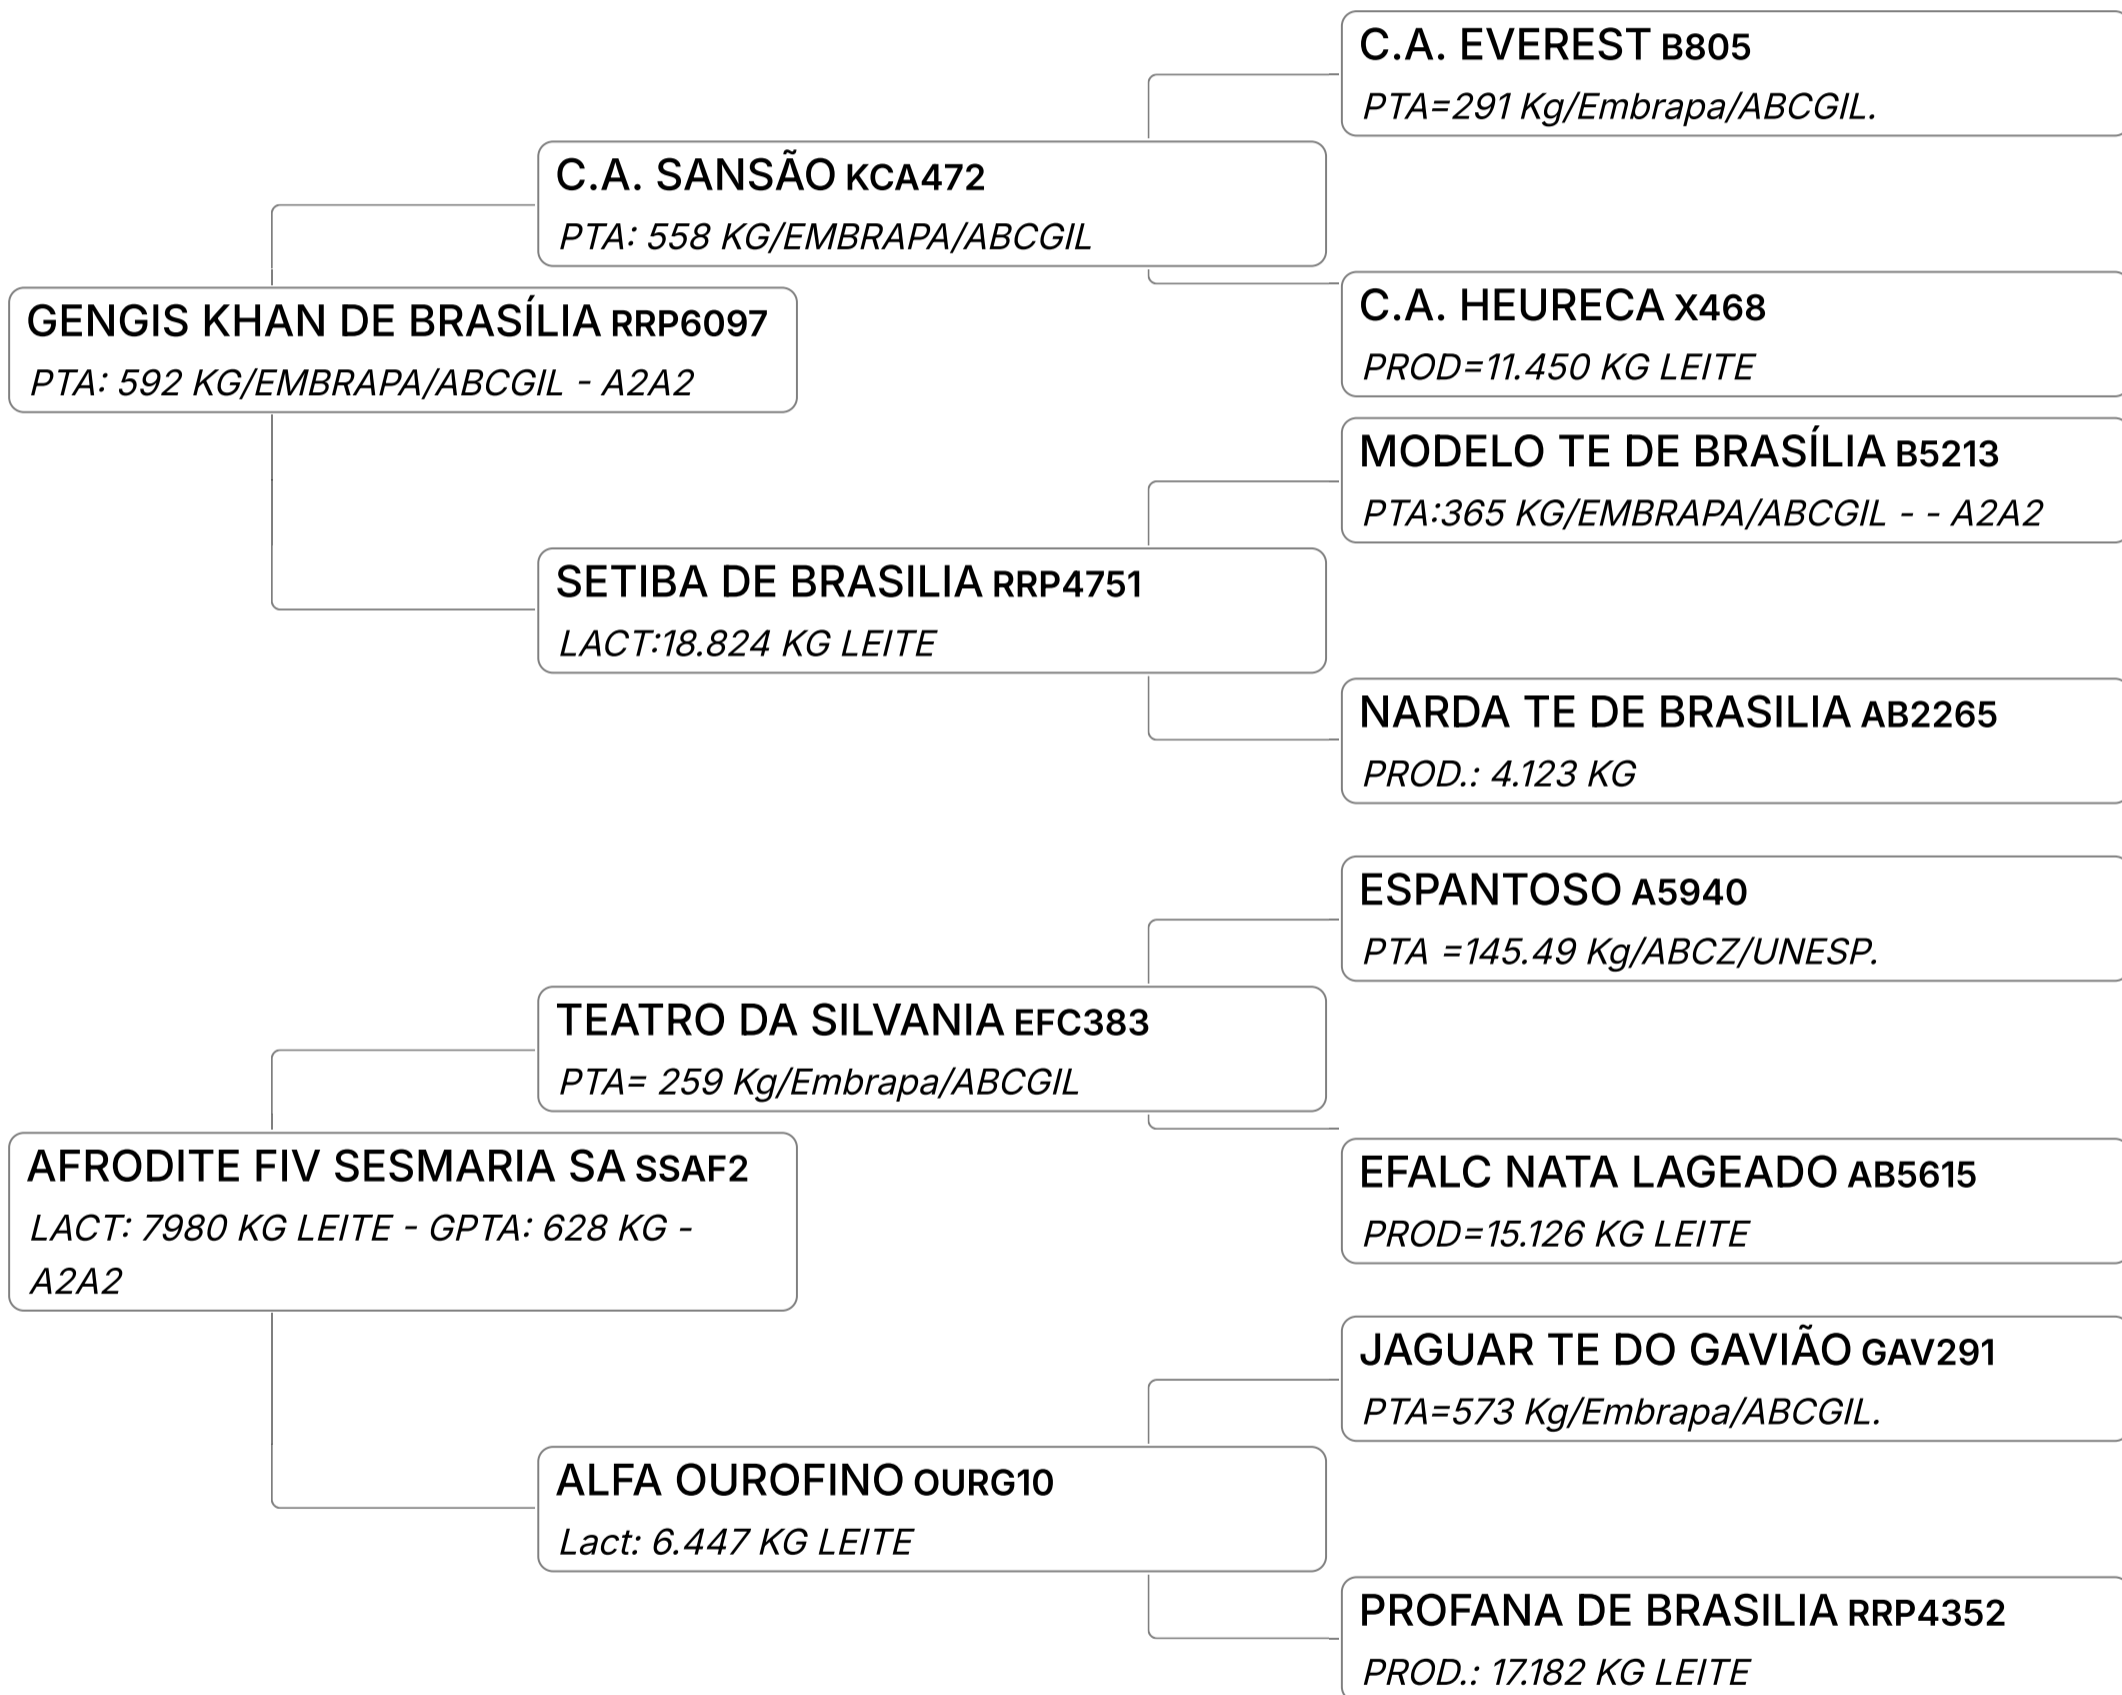 C.A. EVEREST B805
PTA=291 Kg/Embrapa/ABCGIL.
C.A. SANSÃO KCA472
PTA: 558 KG/EMBRAPA/ABCGIL
C.A. HEURECA X468
PROD=11.450 KG LEITE
GENGIS KHAN DE BRASÍLIA RRP6097
PTA: 592 KG/EMBRAPA/ABCGIL - A2A2
MODELO TE DE BRASÍLIA B5213
PTA:365 KG/EMBRAPA/ABCGIL - - A2A2
SETIBA DE BRASILIA RRP4751
LACT:18.824 KG LEITE
NARDA TE DE BRASILIA AB2265
PROD.: 4.123 KG
ESPANTOSO A5940
PTA =145.49 Kg/ABCZ/UNESP.
TEATRO DA SILVANIA EFC383
PTA= 259 Kg/Embrapa/ABCGIL
EFALC NATA LAGEADO AB5615
PROD=15.126 KG LEITE
AFRODITE FIV SESMARIA SA SSAF2
LACT: 7980 KG LEITE - GPTA: 628 KG -
A2A2
JAGUAR TE DO GAVIÃO GAV291
PTA=573 Kg/Embrapa/ABCGIL.
ALFA OUROFINO OURG10
Lact: 6.447 KG LEITE
PROFANA DE BRASILIA RRP4352
PROD.: 17.182 KG LEITE